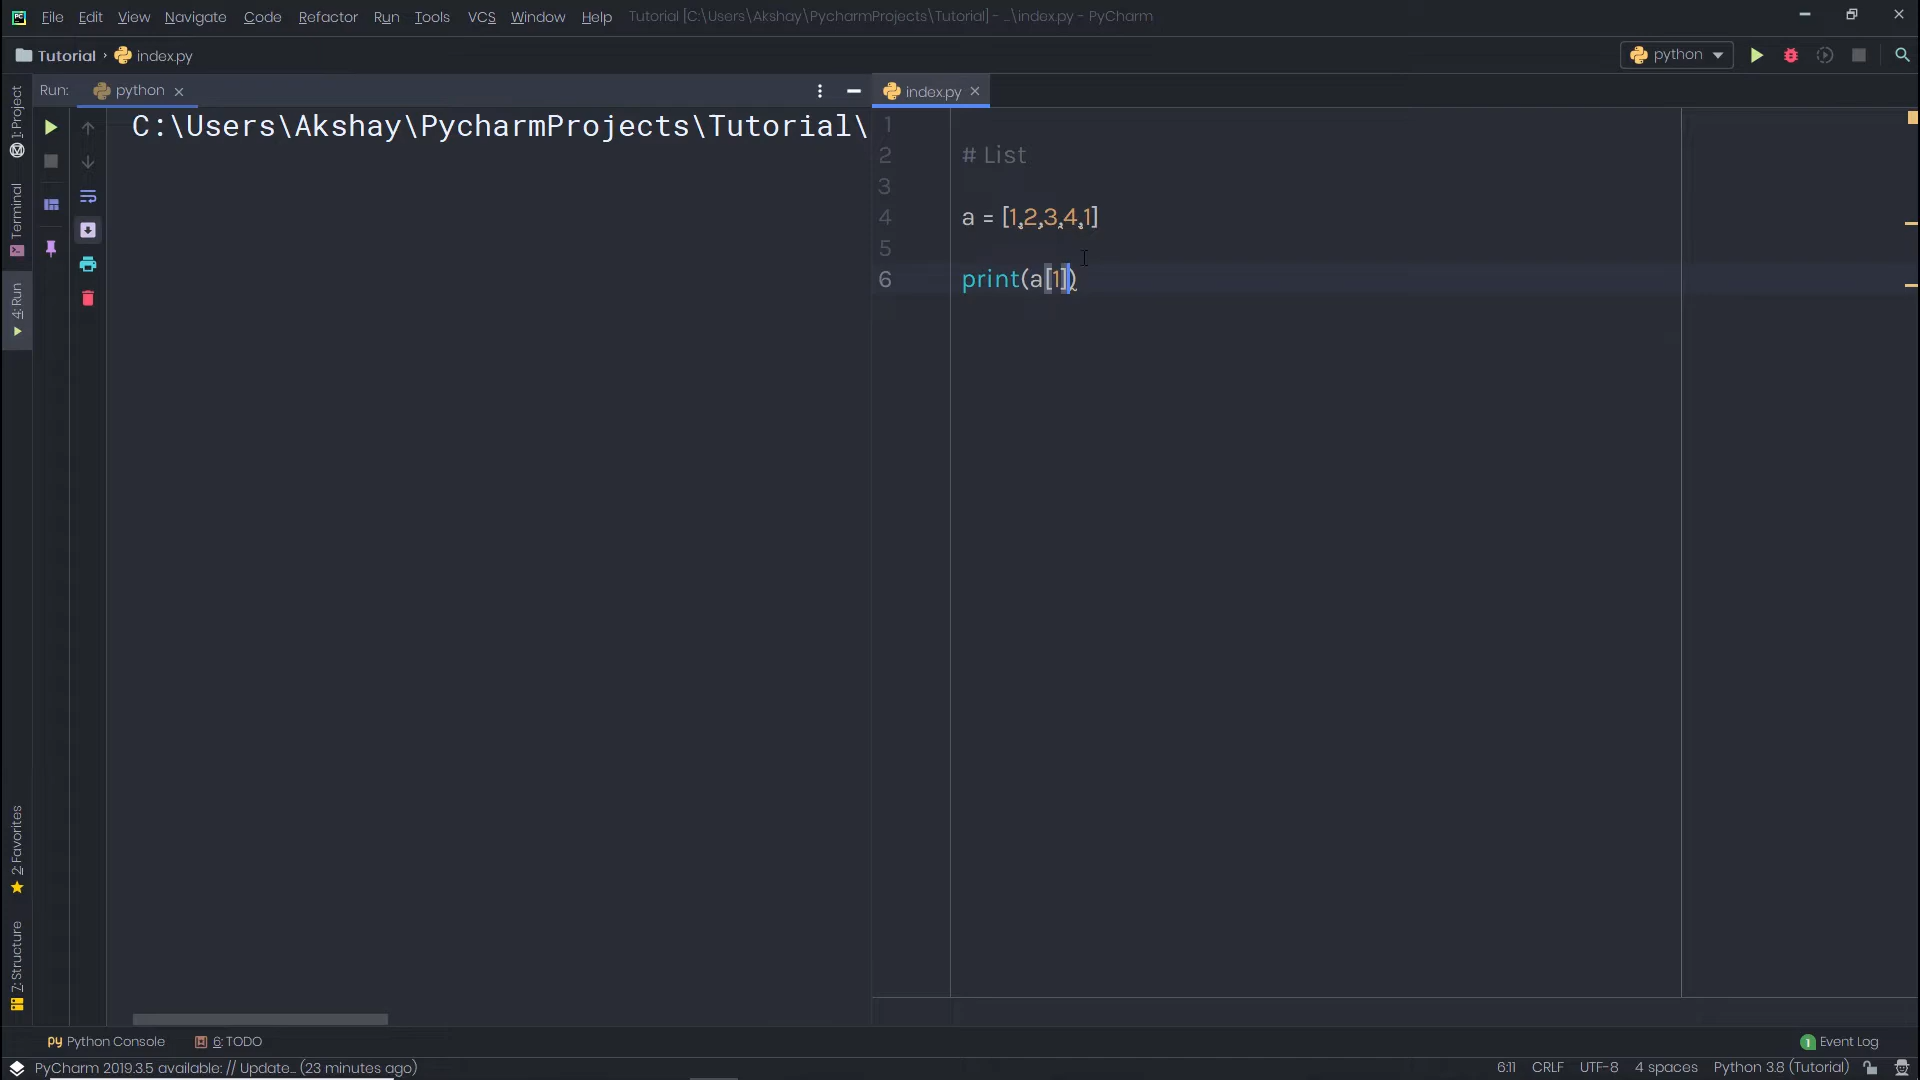 File Edit View Navigate Code Refactor Run Tools VCS Window Help Tutorial [C:\Users\Akshay\PycharmProjects\Tutorial] - ...\index.py - PyCharm
Tutorial › index.py
python
Run: python
index.py
C:\Users\Akshay\PycharmProjects\Tutorial\
1: Project
Terminal
4: Run
2: Favorites
7: Structure
1
2 # List
3
4 a = [1,2,3,4,1]
5
6 print(a[1])
Python Console 6: TODO
1 Event Log
PyCharm 2019.3.5 available: // Update... (23 minutes ago)
6:11 CRLF UTF-8 4 spaces Python 3.8 (Tutorial)